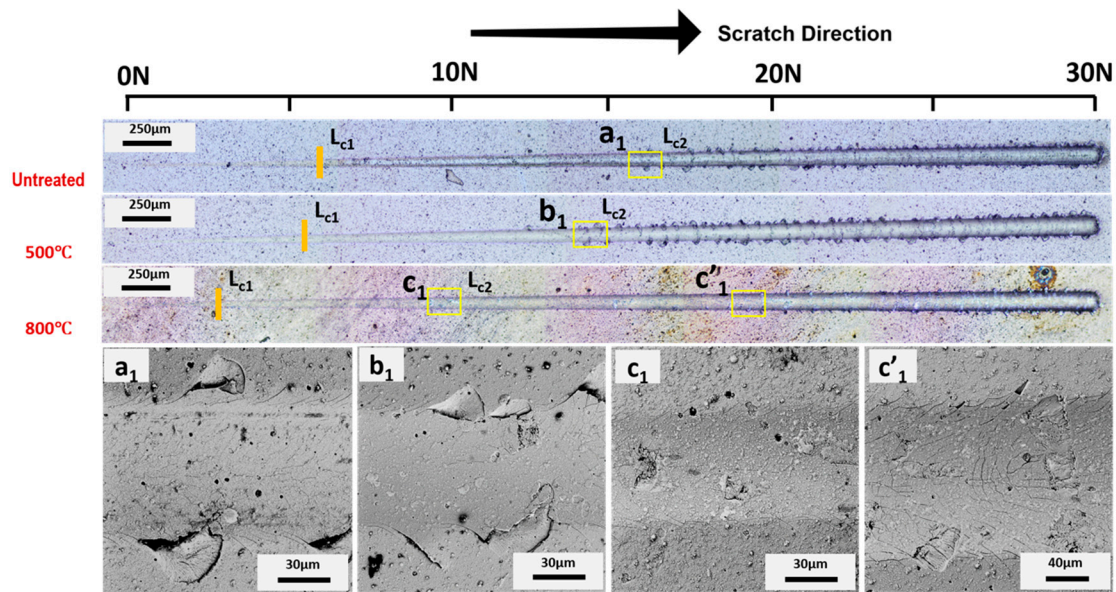 Scratch Direction
0N 10N 20N 30N
250μm Lc1 a1 Lc2
Untreated
250μm Lc1 b1 Lc2
500℃
250μm Lc1 c1 Lc2 c'1
800℃
a1 b1 c1 c'1
30μm 30μm 30μm 40μm